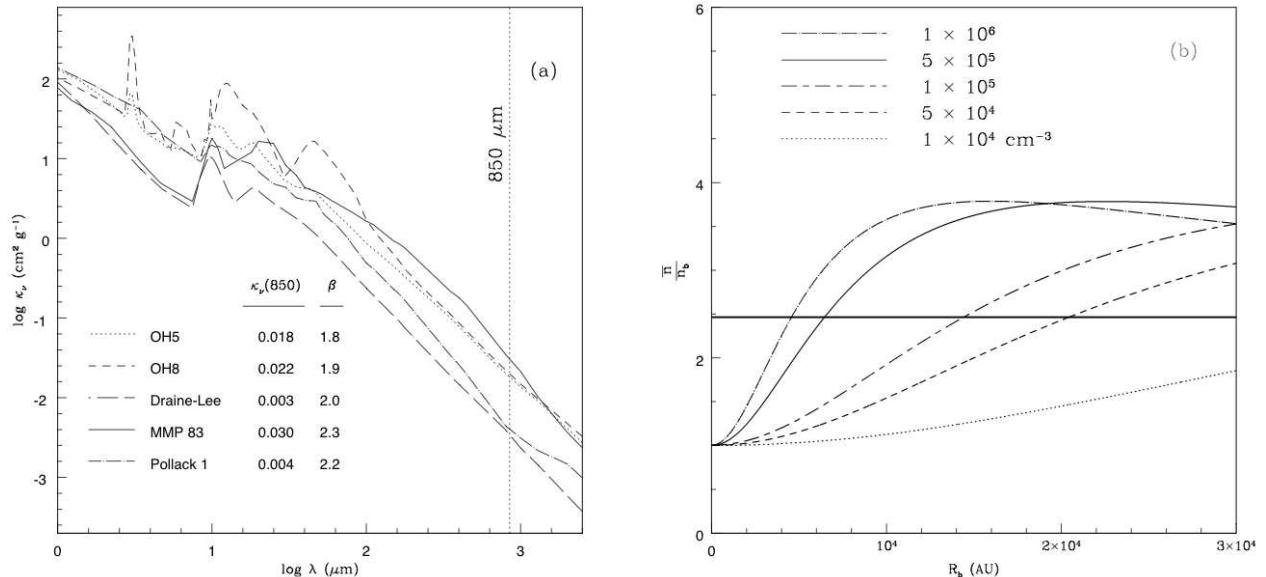 (a)
850 μm
2
1
0
-1
-2
-3
log κν (cm² g⁻¹)
κν(850) β
OH5 0.018 1.8
OH8 0.022 1.9
Draine-Lee 0.003 2.0
MMP 83 0.030 2.3
Pollack 1 0.004 2.2
0 1 2 3
log λ (μm)
(b)
1 × 10⁶
5 × 10⁵
1 × 10⁵
5 × 10⁴
1 × 10⁴ cm⁻³
6
4
2
0
n̅
n_b
0 10⁴ 2×10⁴ 3×10⁴
R_b (AU)